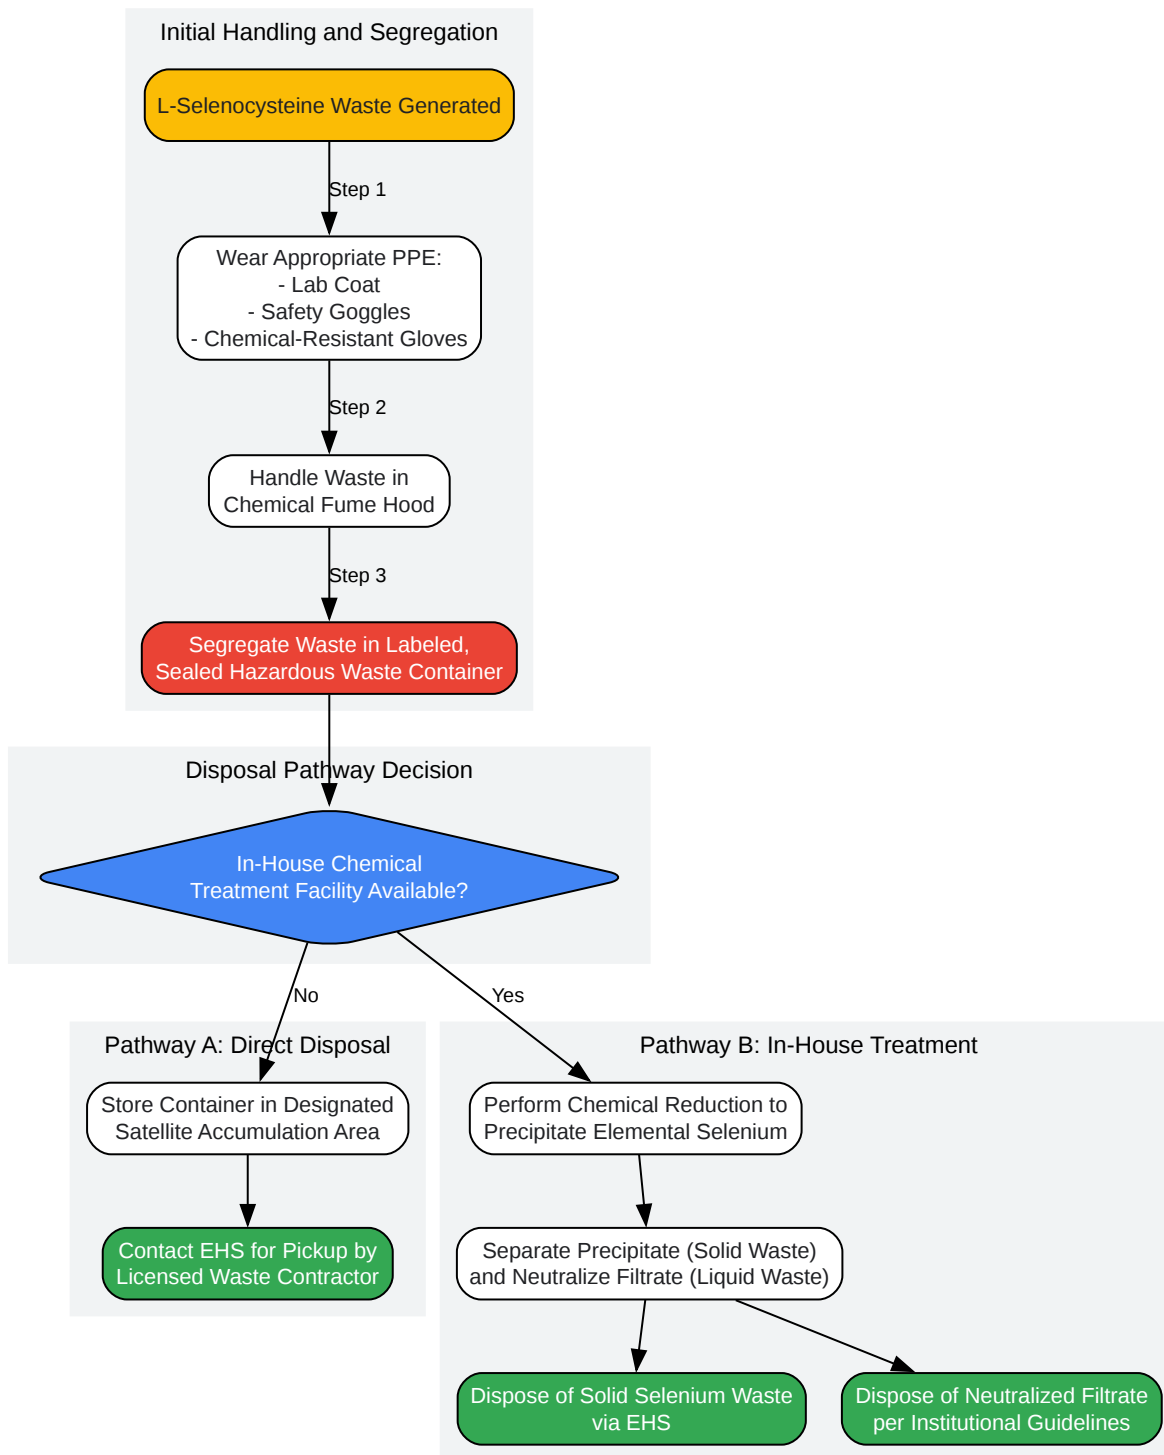 Initial Handling and Segregation
L-Selenocysteine Waste Generated
Step 1
Wear Appropriate PPE:
- Lab Coat
- Safety Goggles
- Chemical-Resistant Gloves
Step 2
Handle Waste in
Chemical Fume Hood
Step 3
Segregate Waste in Labeled,
Sealed Hazardous Waste Container
Disposal Pathway Decision
In-House Chemical
Treatment Facility Available?
No
Yes
Pathway A: Direct Disposal
Store Container in Designated
Satellite Accumulation Area
Contact EHS for Pickup by
Licensed Waste Contractor
Pathway B: In-House Treatment
Perform Chemical Reduction to
Precipitate Elemental Selenium
Separate Precipitate (Solid Waste)
and Neutralize Filtrate (Liquid Waste)
Dispose of Solid Selenium Waste
via EHS
Dispose of Neutralized Filtrate
per Institutional Guidelines